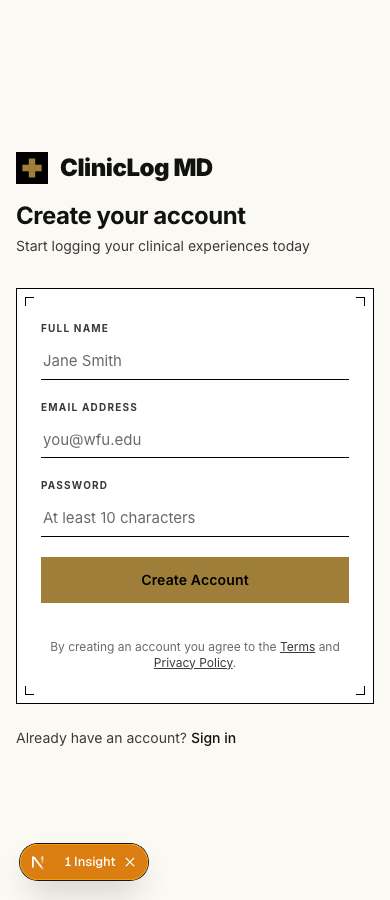 ClinicLog MD
Create your account
Start logging your clinical experiences today
FULL NAME
Jane Smith
EMAIL ADDRESS
you@wfu.edu
PASSWORD
At least 10 characters
Create Account
By creating an account you agree to the Terms and
Privacy Policy.
Already have an account? Sign in
1 Insight